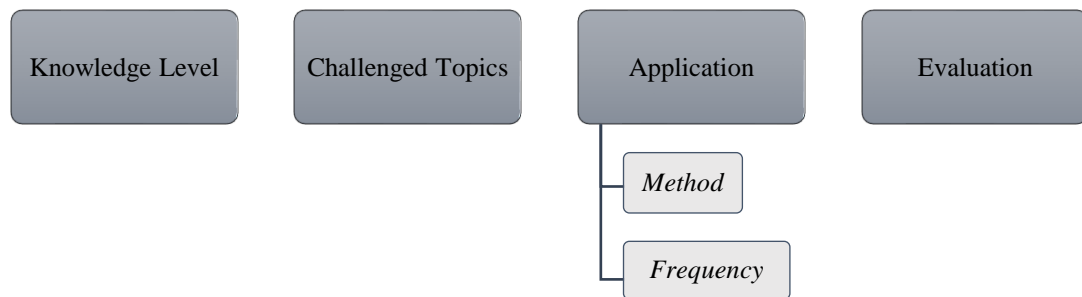 Knowledge Level
Challenged Topics
Application
Evaluation
Method
Frequency